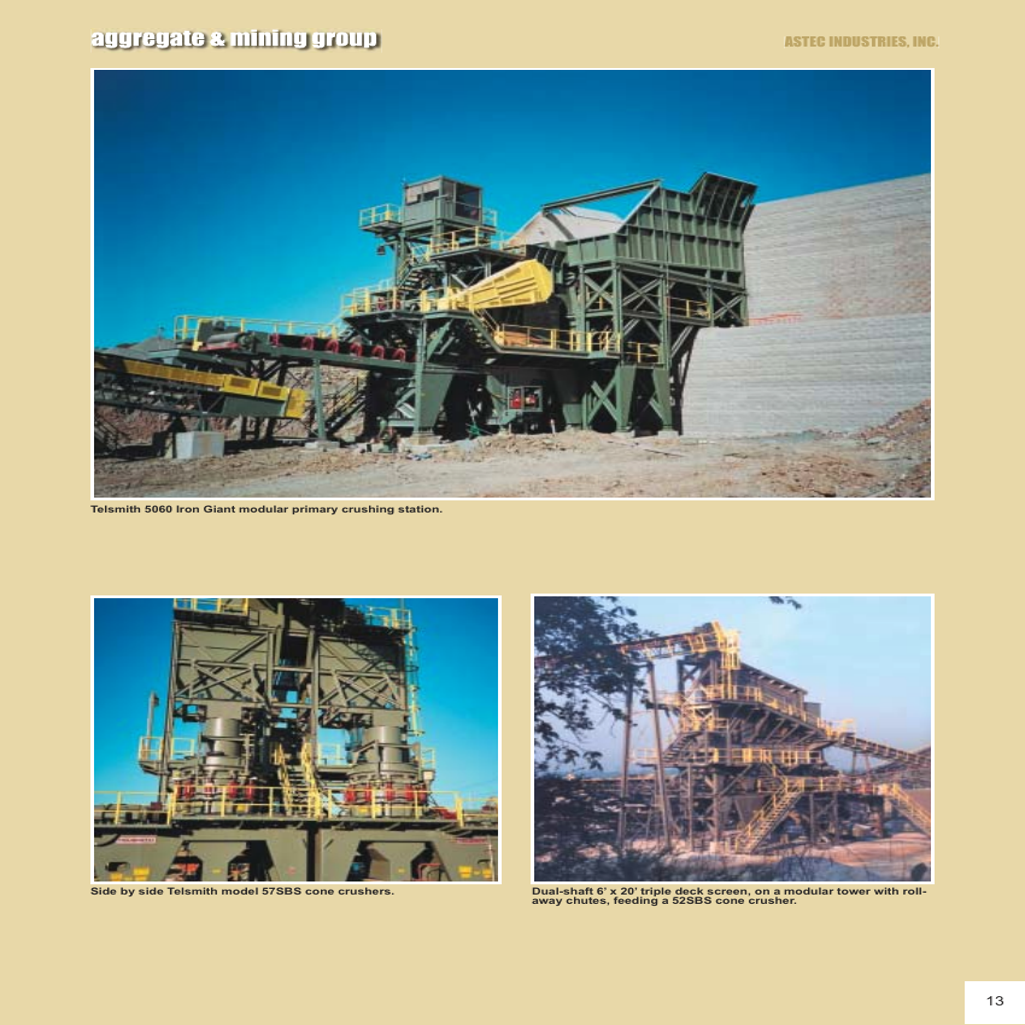 aggregate & mining group
ASTEC INDUSTRIES, INC.
Telsmith 5060 Iron Giant modular primary crushing station.
Side by side Telsmith model 57SBS cone crushers.
Dual-shaft 6' x 20' triple deck screen, on a modular tower with roll-
away chutes, feeding a 52SBS cone crusher.
13